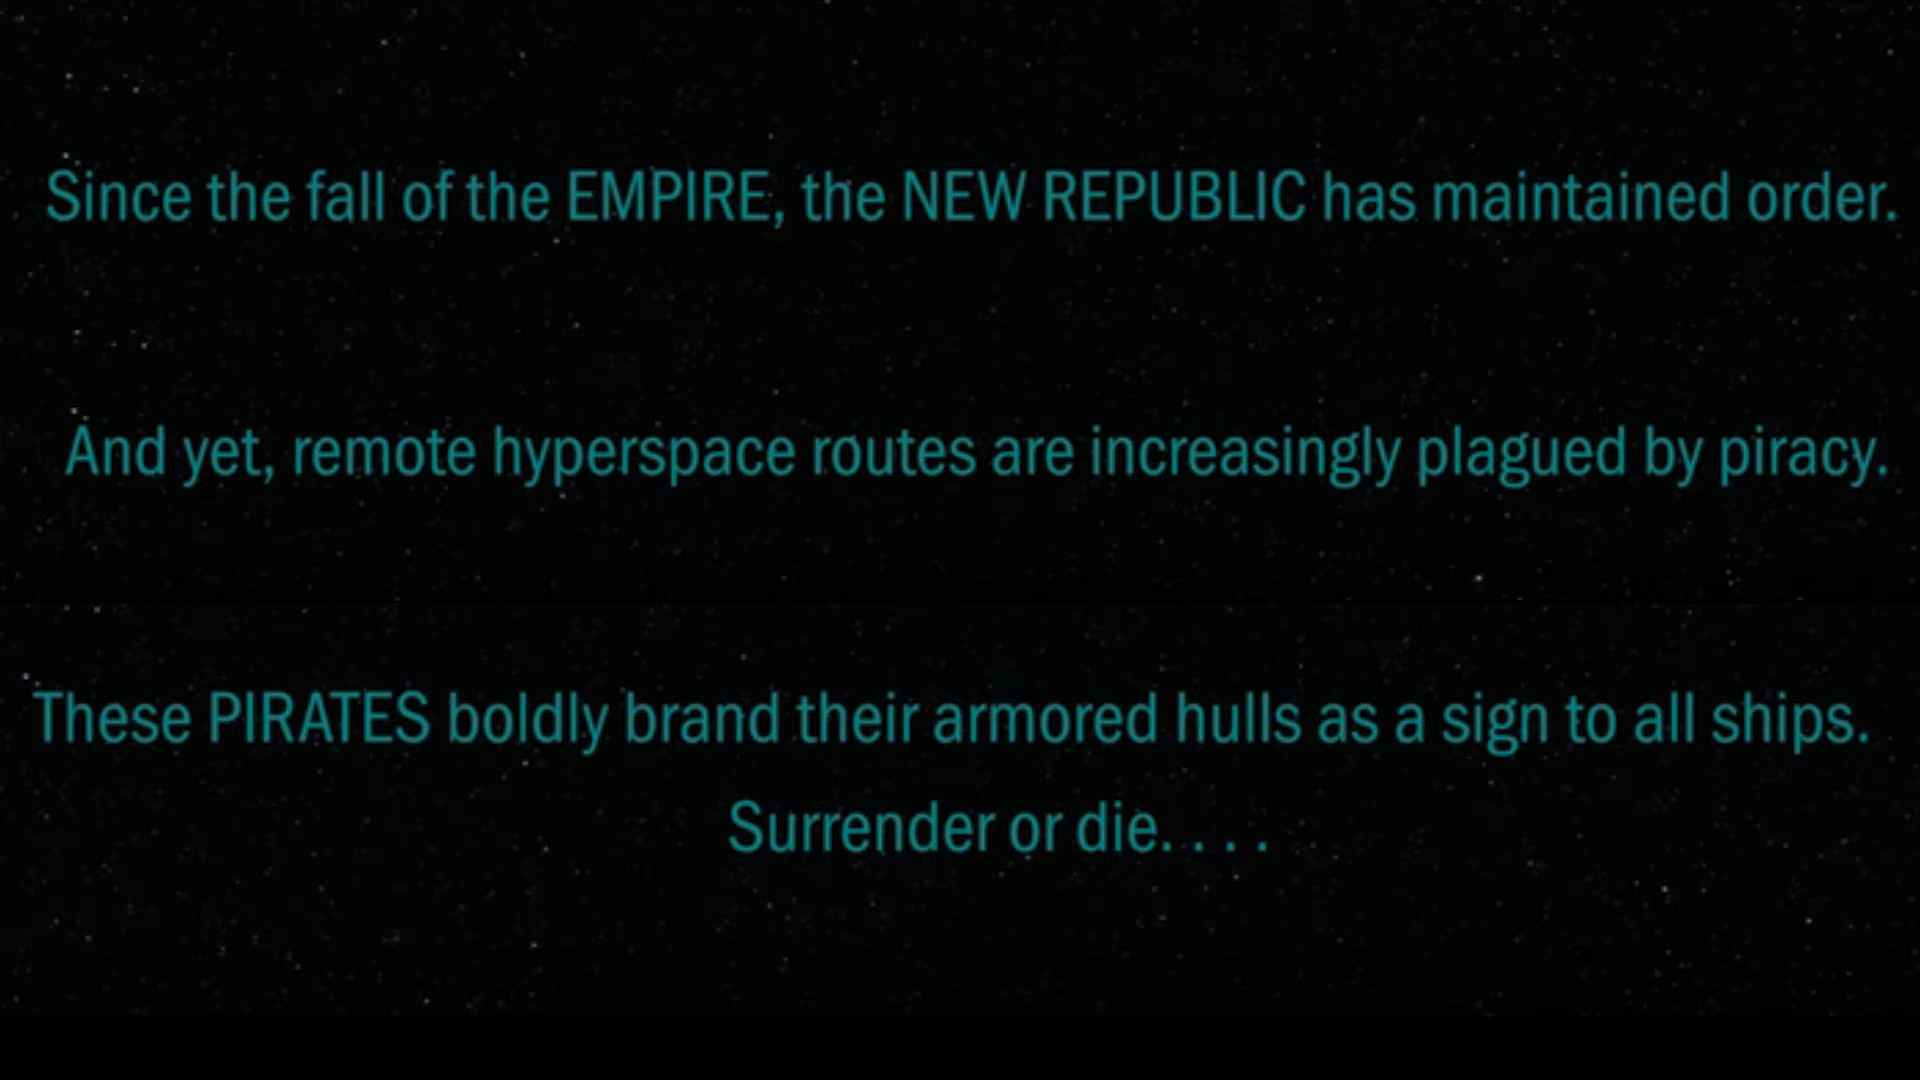 Since the fall of the EMPIRE, the NEW REPUBLIC has maintained order.
And yet, remote hyperspace routes are increasingly plagued by piracy.
These PIRATES boldly brand their armored hulls as a sign to all ships.
Surrender or die. . . .